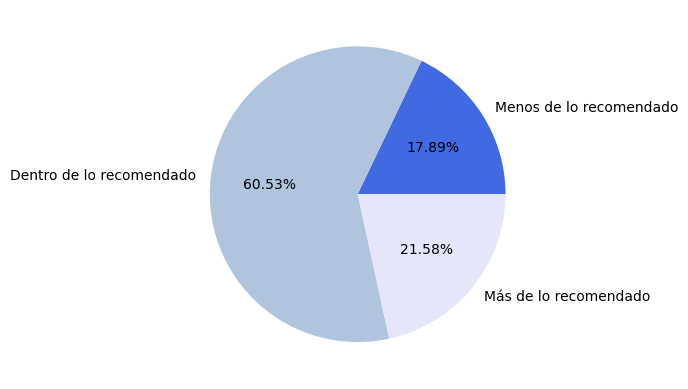 Menos de lo recomendado
17.89%
Dentro de lo recomendado
60.53%
21.58%
Más de lo recomendado